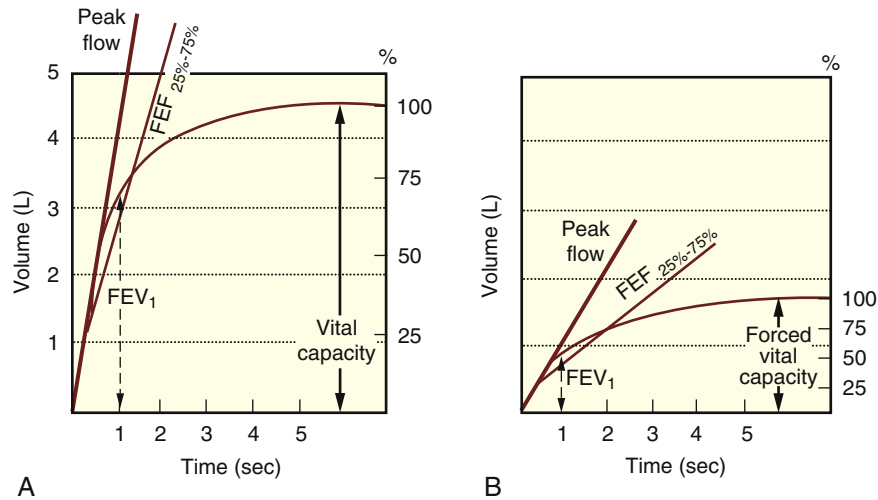 Peak
flow
FEF 25%-75%
%
5
4
3
2
1
Volume (L)
100
75
50
25
FEV1
Vital
capacity
1 2 3 4 5
Time (sec)
A
%
Volume (L)
Peak
flow
FEF 25%-75%
100
75
50
25
FEV1
Forced
vital
capacity
1 2 3 4 5
Time (sec)
B